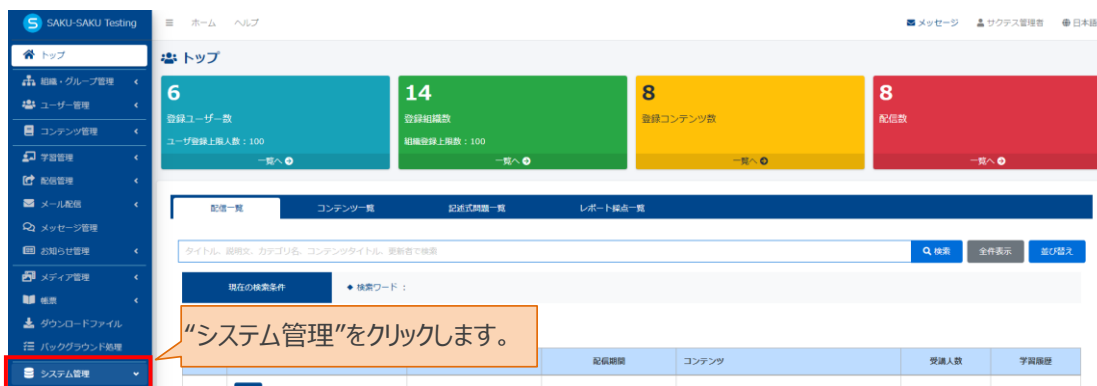 SAKU-SAKU Testing
ホーム ヘルプ
メッセージ サクテス管理者 日本語
トップ
組織・グループ管理
ユーザー管理
コンテンツ管理
学習管理
配信管理
メール配信
メッセージ管理
お知らせ管理
メディア管理
帳票
ダウンロードファイル
バックグラウンド処理
システム管理
トップ
6
登録ユーザー数
ユーザ登録上限人数:100
一覧へ
14
登録組織数
組織登録上限数:100
一覧へ
8
登録コンテンツ数
一覧へ
8
配信数
一覧へ
配信一覧 コンテンツ一覧 記述式問題一覧 レポート採点一覧
タイトル、説明文、カテゴリ名、コンテンツタイトル、更新者で検索
検索 全件表示 並び替え
現在の検索条件 ◆ 検索ワード :
“システム管理”をクリックします。
配信期間 コンテンツ 受講人数 学習履歴